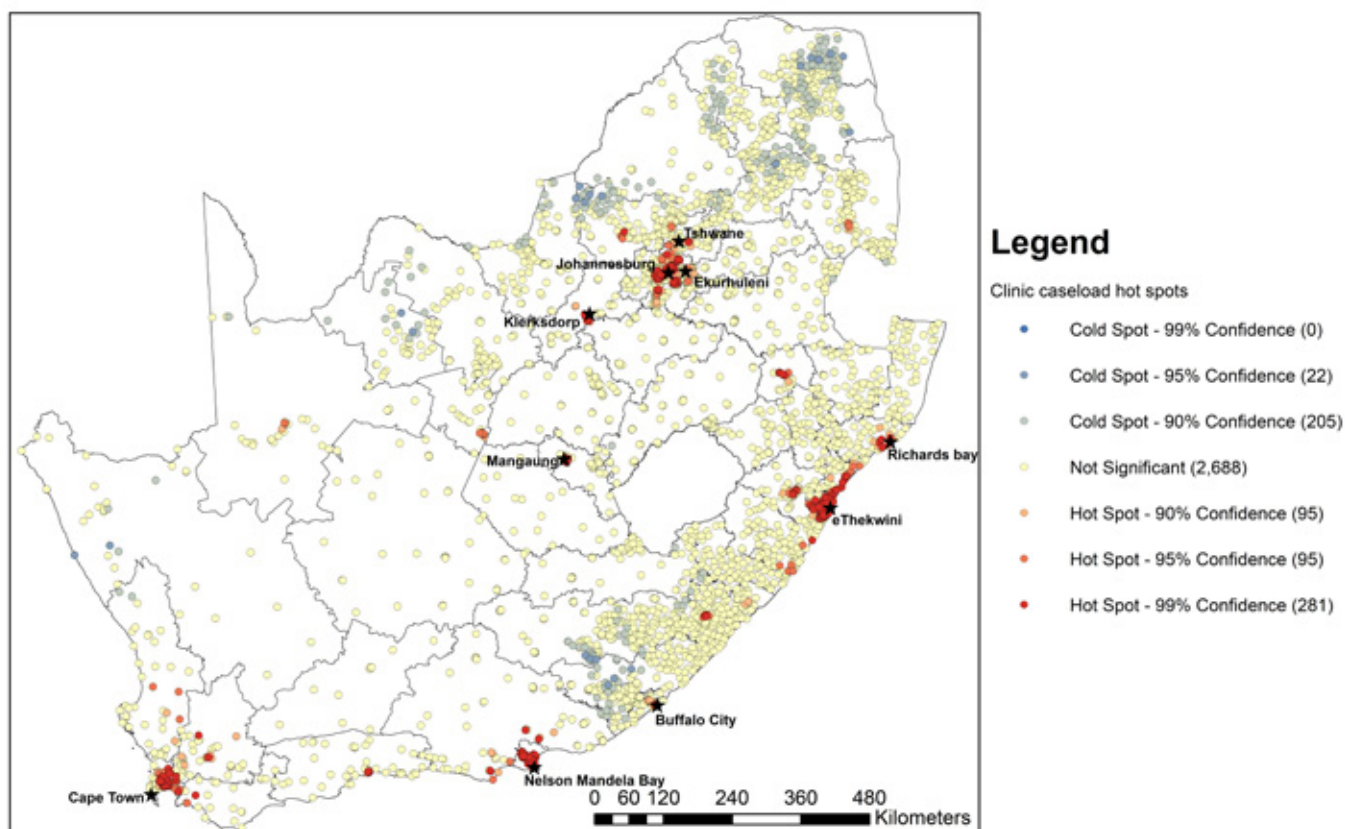 Tshwane
Johannesburg
Ekurhuleni
Klerksdorp
Mangaung
Richards bay
eThekwini
Buffalo City
Nelson Mandela Bay
Cape Town
0 60 120 240 360 480
Kilometers
Legend
Clinic caseload hot spots
Cold Spot - 99% Confidence (0)
Cold Spot - 95% Confidence (22)
Cold Spot - 90% Confidence (205)
Not Significant (2,688)
Hot Spot - 90% Confidence (95)
Hot Spot - 95% Confidence (95)
Hot Spot - 99% Confidence (281)